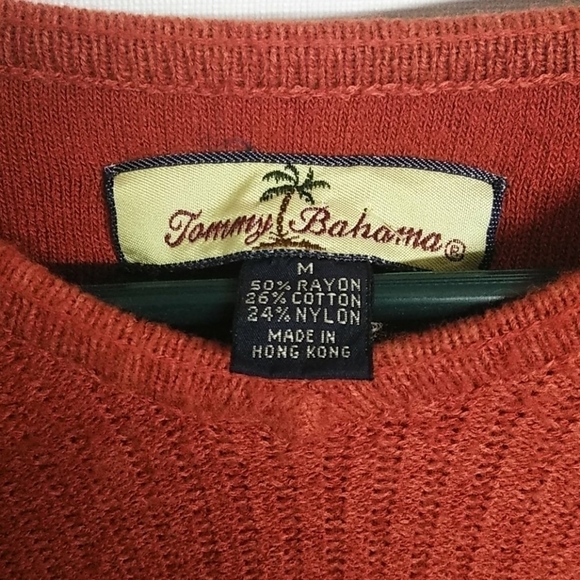 Tommy Bahama®
M
50% RAYON
26% COTTON
24% NYLON
MADE IN
HONG KONG